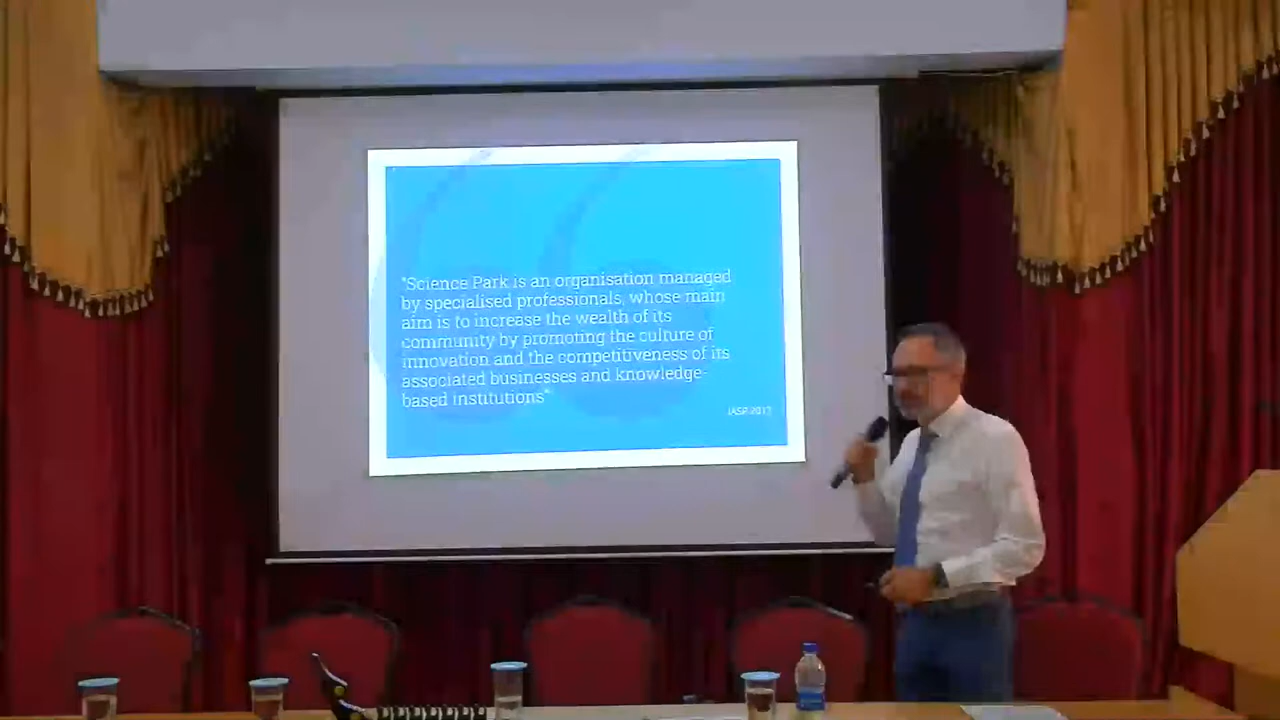 "Science Park is an organisation managed
by specialised professionals, whose main
aim is to increase the wealth of its
community by promoting the culture of
innovation and the competitiveness of its
associated businesses and knowledge-
based institutions"
IASP 2017